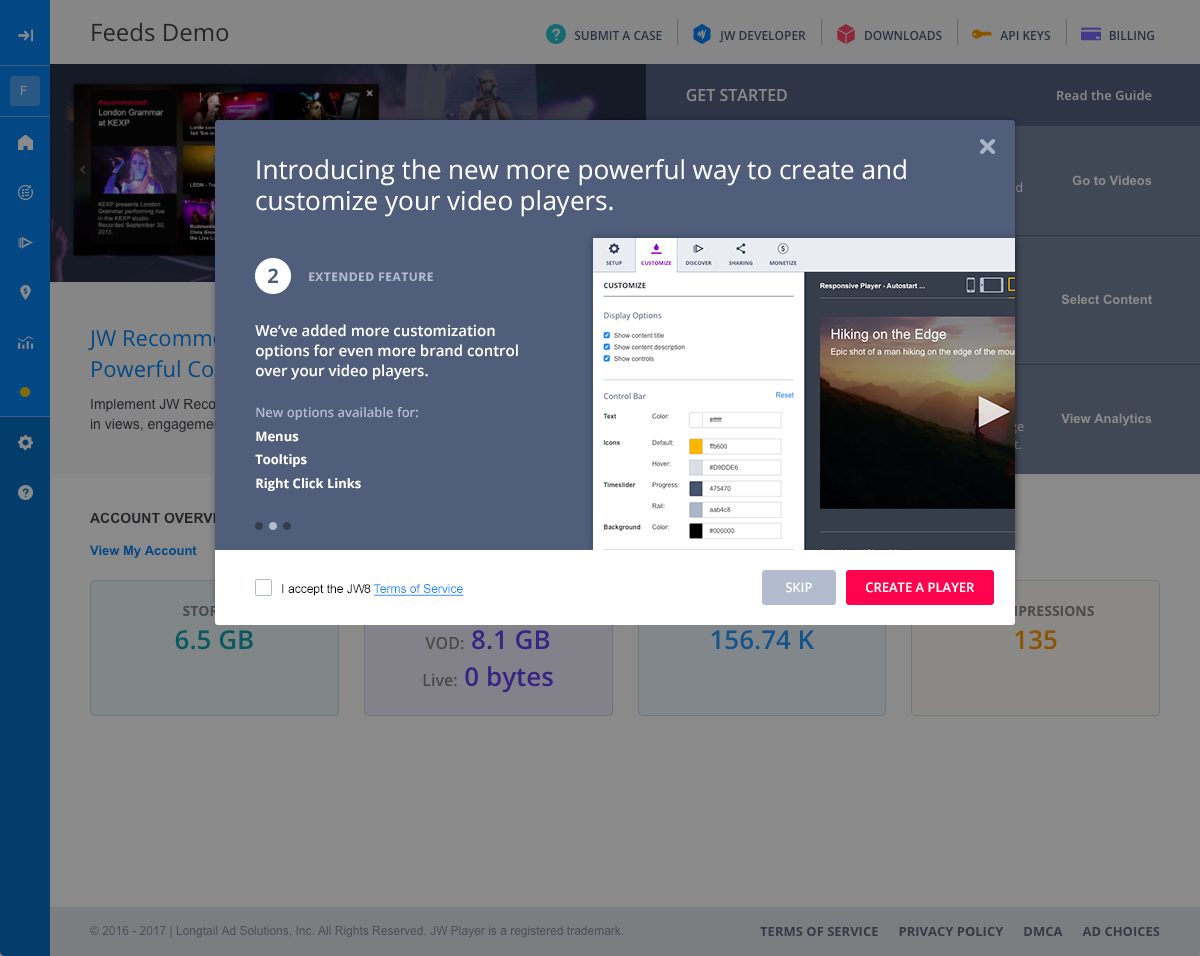 Feeds Demo
SUBMIT A CASE
JW DEVELOPER
DOWNLOADS
API KEYS
BILLING
F
Recommended:
London Grammar
at KEXP
KEXP presents London
Grammar performing live
in the KEXP studio.
Recorded September 30,
2013.
GET STARTED
Read the Guide
Go to Videos
Select Content
View Analytics
JW Recomm
Powerful Co
Implement JW Reco
in views, engagemen
Introducing the new more powerful way to create and
customize your video players.
2
EXTENDED FEATURE
We've added more customization
options for even more brand control
over your video players.
New options available for:
Menus
Tooltips
Right Click Links
SETUP
CUSTOMIZE
DISCOVER
SHARING
MONETIZE
CUSTOMIZE
Display Options
Show content title
Show content description
Show controls
Control Bar
Reset
Text Color: #ffffff
Icons Default: ffb600
Hover: #D9DDE6
Timeslider Progress: 475470
Rail: aab4c8
Background Color: #000000
Responsive Player - Autostart ...
Hiking on the Edge
Epic shot of a man hiking on the edge of the mou
I accept the JW8 Terms of Service
SKIP
CREATE A PLAYER
ACCOUNT OVERV
View My Account
STOR
6.5 GB
VOD: 8.1 GB
Live: 0 bytes
156.74 K
MPRESSIONS
135
© 2016 - 2017 | Longtail Ad Solutions, Inc. All Rights Reserved. JW Player is a registered trademark.
TERMS OF SERVICE
PRIVACY POLICY
DMCA
AD CHOICES